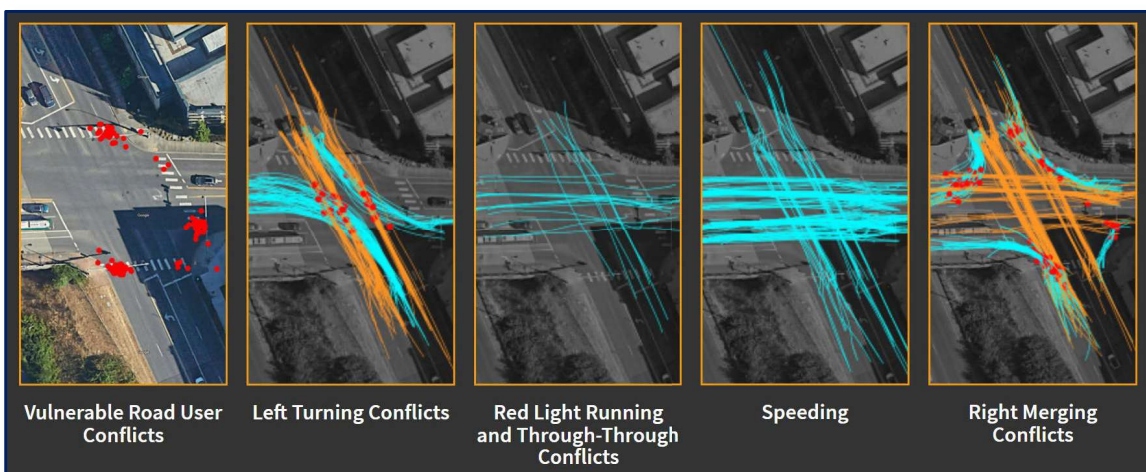 Vulnerable Road User
Conflicts
Left Turning Conflicts
Red Light Running
and Through-Through
Conflicts
Speeding
Right Merging
Conflicts